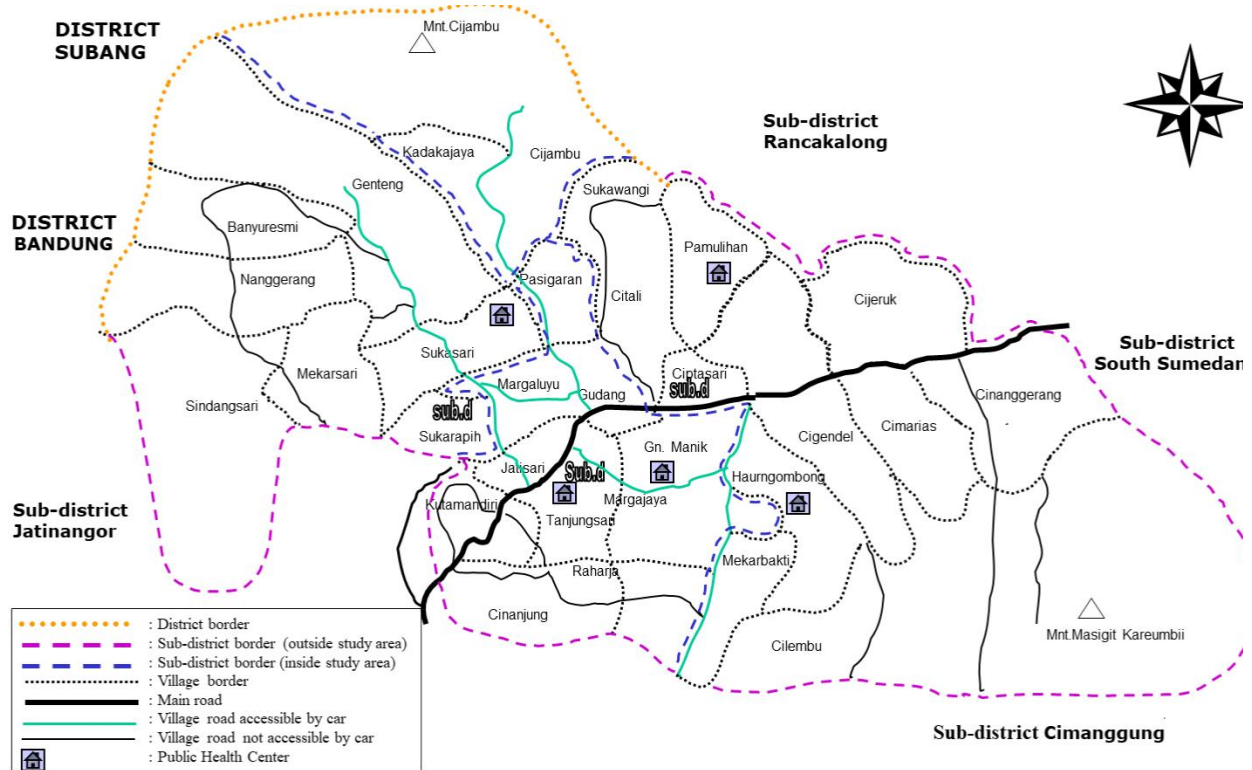 DISTRICT
SUBANG
Mnt.Cijambu
Sub-district
Rancakalong
Kadakajaya
Cijambu
Genteng
Sukawangi
DISTRICT
BANDUNG
Banyuresmi
Pamulihan
Nanggerang
Pasigaran
Citali
Cijeruk
Sukasari
Sub-district
South Sumedan
Mekarsari
Margaluyu
Ciptasari
Cinanggerang
Sindangsari
Gudang
sub.d
sub.d
Cimarias
Sukarapih
Gn. Manik
Cigendel
Jatisari
Sub.d
Haurngombong
Sub-district
Jatinangor
Kutamandiri
Margajaya
Tanjungsari
Mekarbakti
Raharja
Cinanjung
Cilembu
Mnt.Masigit Kareumbii
Sub-district Cimanggung
: District border
: Sub-district border (outside study area)
: Sub-district border (inside study area)
: Village border
: Main road
: Village road accessible by car
: Village road not accessible by car
: Public Health Center